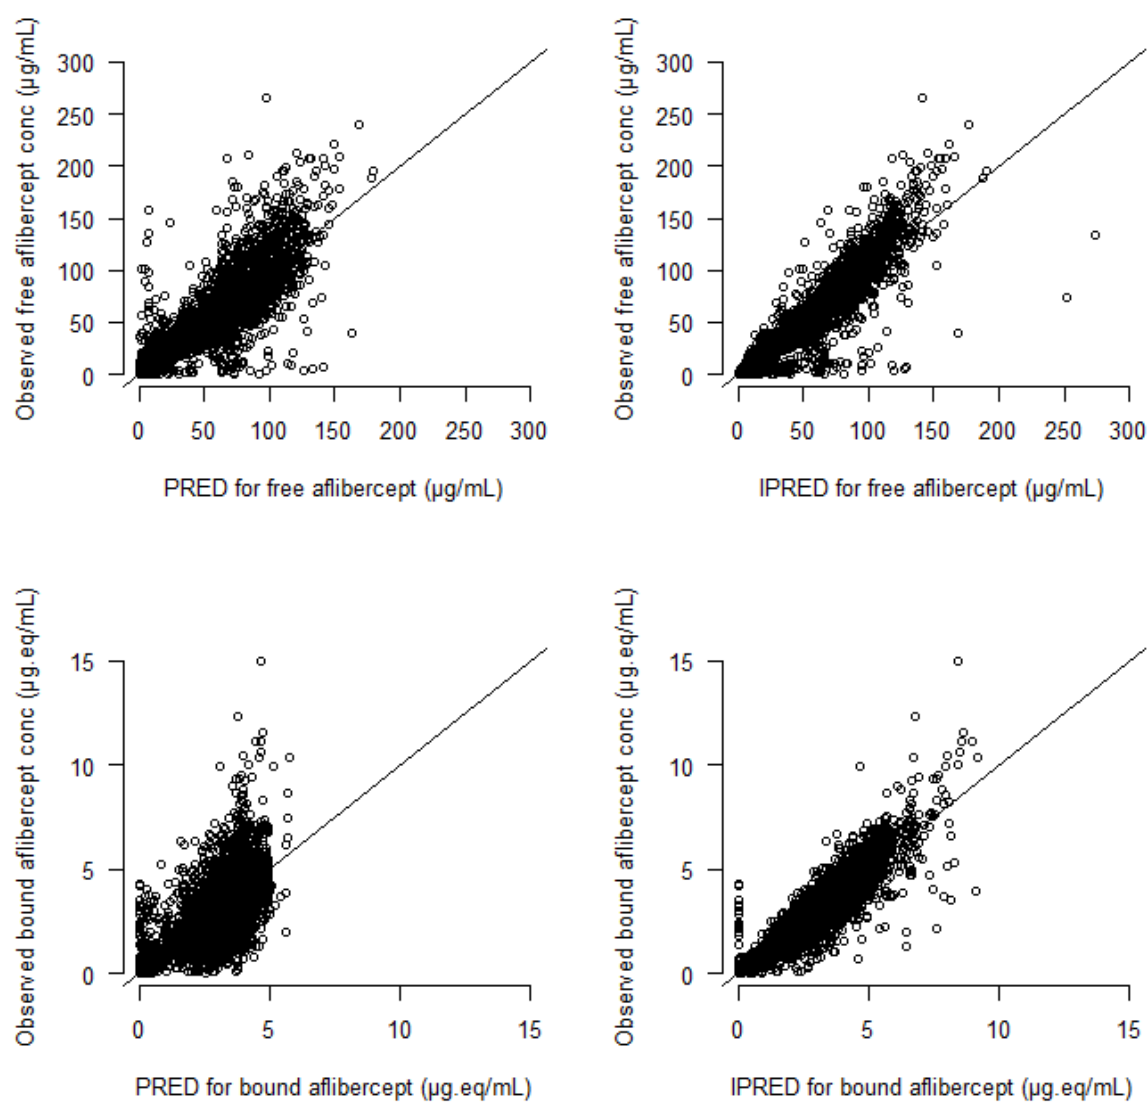 Observed free aflibercept conc (µg/mL)
300
250
200
150
100
50
0
0 50 100 150 200 250 300
PRED for free aflibercept (µg/mL)
Observed free aflibercept conc (µg/mL)
300
250
200
150
100
50
0
0 50 100 150 200 250 300
IPRED for free aflibercept (µg/mL)
Observed bound aflibercept conc (µg.eq/mL)
15
10
5
0
0 5 10 15
PRED for bound aflibercept (µg.eq/mL)
Observed bound aflibercept conc (µg.eq/mL)
15
10
5
0
0 5 10 15
IPRED for bound aflibercept (µg.eq/mL)